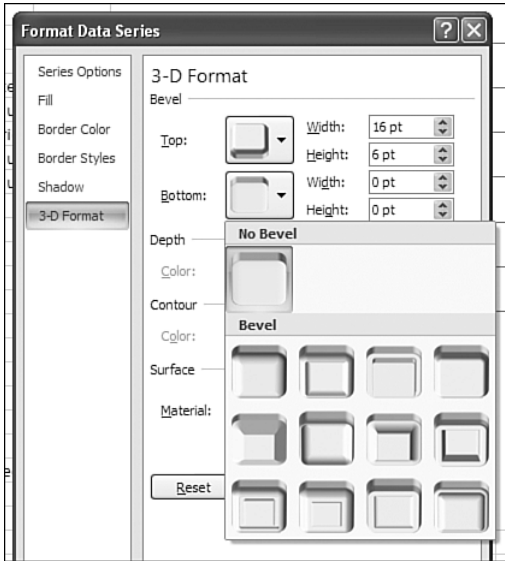 Format Data Series
Series Options
Fill
Border Color
Border Styles
Shadow
3-D Format
3-D Format
Bevel
Top:
Width: 16 pt
Height: 6 pt
Bottom:
Width: 0 pt
Height: 0 pt
Depth
Color:
Contour
Color:
Surface
Material:
Reset
No Bevel
Bevel